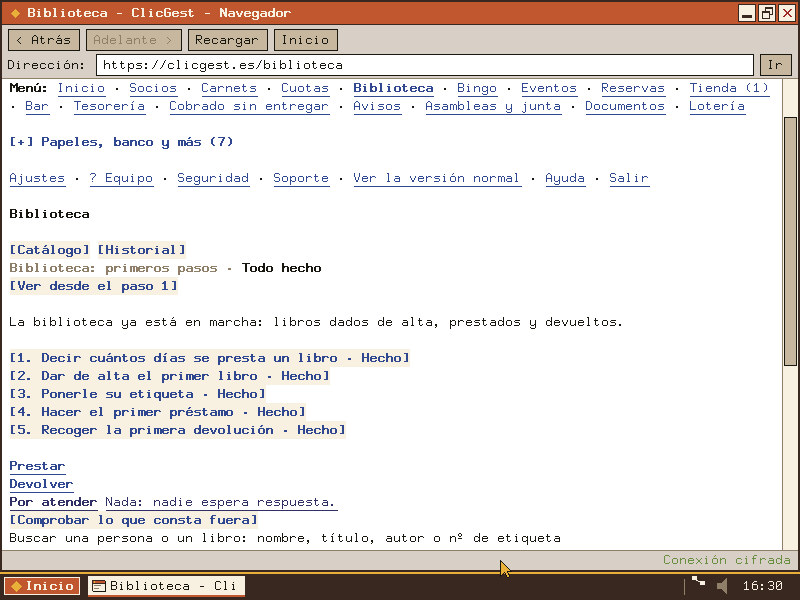 Biblioteca - ClicGest - Navegador
< Atrás Adelante > Recargar Inicio
Dirección: https://clicgest.es/biblioteca Ir
Menú: Inicio · Socios · Carnets · Cuotas · Biblioteca · Bingo · Eventos · Reservas · Tienda (1)
· Bar · Tesorería · Cobrado sin entregar · Avisos · Asambleas y junta · Documentos · Lotería
[+] Papeles, banco y más (7)
Ajustes · ? Equipo · Seguridad · Soporte · Ver la versión normal · Ayuda · Salir
Biblioteca
[Catálogo] [Historial]
Biblioteca: primeros pasos · Todo hecho
[Ver desde el paso 1]
La biblioteca ya está en marcha: libros dados de alta, prestados y devueltos.
[1. Decir cuántos días se presta un libro · Hecho]
[2. Dar de alta el primer libro · Hecho]
[3. Ponerle su etiqueta · Hecho]
[4. Hacer el primer préstamo · Hecho]
[5. Recoger la primera devolución · Hecho]
Prestar
Devolver
Por atender Nada: nadie espera respuesta.
[Comprobar lo que consta fuera]
Buscar una persona o un libro: nombre, título, autor o nº de etiqueta
Conexión cifrada
Inicio Biblioteca - Cli 16:30